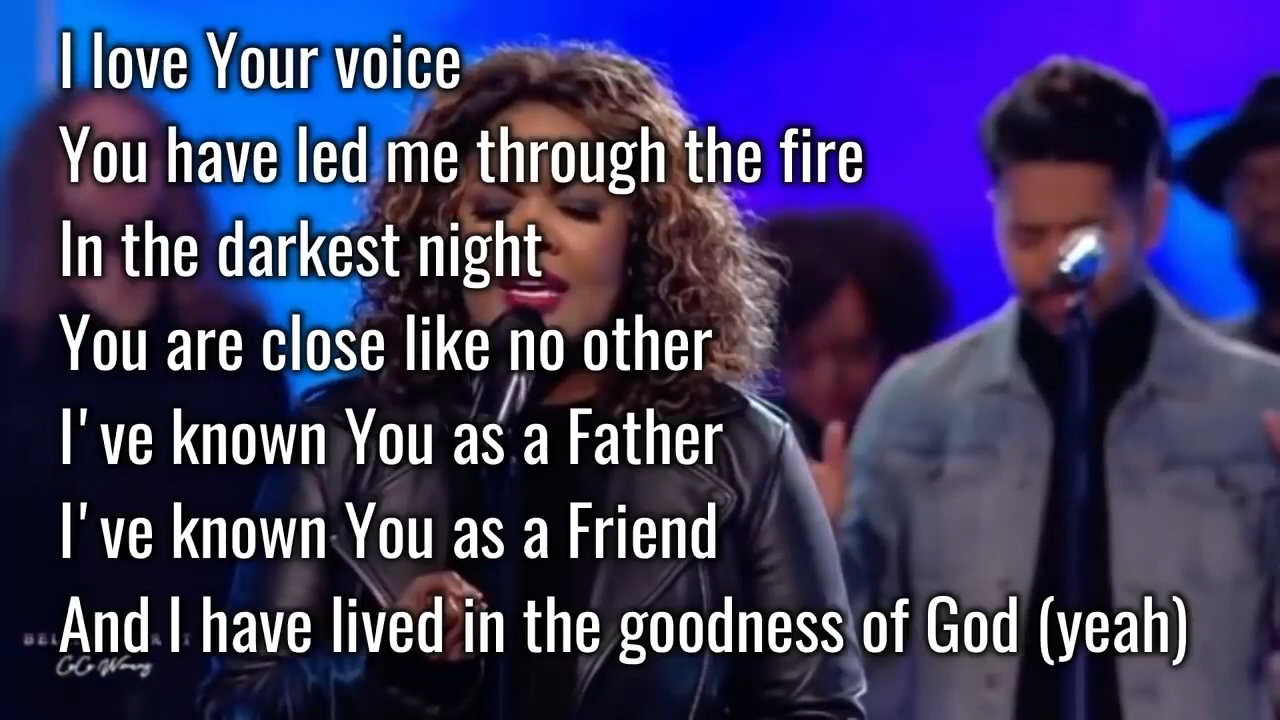 I love Your voice
You have led me through the fire
In the darkest night
You are close like no other
I've known You as a Father
I've known You as a Friend
And I have lived in the goodness of God (yeah)
CeCe Winans